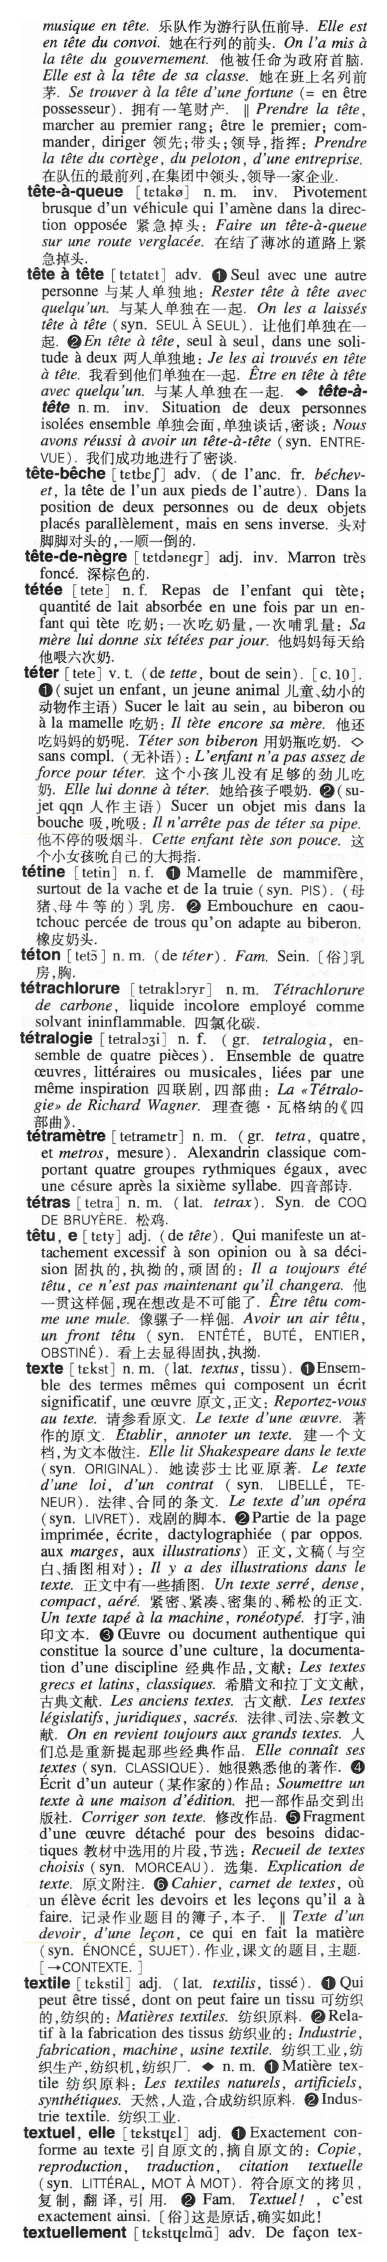 musique en tête. 乐队作为游行队伍前导. Elle est
en tête du convoi. 她在行列的前头. On l'a mis à
la tête du gouvernement. 他被任命为政府首脑.
Elle est à la tête de sa classe. 她在班上名列前
茅. Se trouver à la tête d'une fortune (= en être
possesseur). 拥有一笔财产. ‖ Prendre la tête,
marcher au premier rang; être le premier; com-
mander, diriger 领先;带头;领导,指挥: Prendre
la tête du cortège, du peloton, d'une entreprise.
在队伍的最前列,在集团中领头,领导一家企业.
tête-à-queue [tɛtakø] n. m. inv. Pivotement
brusque d'un véhicule qui l'amène dans la direc-
tion opposée 紧急掉头: Faire un tête-à-queue
sur une route verglacée. 在结了薄冰的道路上紧
急掉头.
tête à tête [tɛtatɛt] adv. ❶Seul avec une autre
personne 与某人单独地: Rester tête à tête avec
quelqu'un. 与某人单独在一起. On les a laissés
tête à tête (syn. SEUL À SEUL). 让他们单独在一
起. ❷En tête à tête, seul à seul, dans une soli-
tude à deux 两人单独地: Je les ai trouvés en tête
à tête. 我看到他们单独在一起. Être en tête à tête
avec quelqu'un. 与某人单独在一起. ◆ tête-à-
tête n. m. inv. Situation de deux personnes
isolées ensemble 单独会面,单独谈话,密谈: Nous
avons réussi à avoir un tête-à-tête (syn. ENTRE-
VUE). 我们成功地进行了密谈.
tête-bêche [tɛtbɛʃ] adv. (de l'anc. fr. béchev-
et, la tête de l'un aux pieds de l'autre). Dans la
position de deux personnes ou de deux objets
placés parallèlement, mais en sens inverse. 头对
脚脚对头的,一顺一倒的.
tête-de-nègre [tɛtdənɛgr] adj. inv. Marron très
foncé. 深棕色的.
tétée [tete] n. f. Repas de l'enfant qui tète;
quantité de lait absorbée en une fois par un en-
fant qui tète 吃奶;一次吃奶量,一次哺乳量: Sa
mère lui donne six tétées par jour. 他妈妈每天给
他喂六次奶.
téter [tete] v. t. (de tette, bout de sein). [c. 10].
❶(sujet un enfant, un jeune animal 儿童、幼小的
动物作主语) Sucer le lait au sein, au biberon ou
à la mamelle 吃奶: Il tète encore sa mère. 他还
吃妈妈的奶呢. Téter son biberon 用奶瓶吃奶. ◇
sans compl. (无补语): L'enfant n'a pas assez de
force pour téter. 这个小孩儿没有足够的劲儿吃
奶. Elle lui donne à téter. 她给孩子喂奶. ❷(su-
jet qqn 人作主语) Sucer un objet mis dans la
bouche 吸,吮吸: Il n'arrête pas de téter sa pipe.
他不停的吸烟斗. Cette enfant tète son pouce. 这
个小女孩吮自己的大拇指.
tétine [tetin] n. f. ❶ Mamelle de mammifère,
surtout de la vache et de la truie (syn. PIS). (母
猪、母牛等的) 乳房. ❷ Embouchure en caou-
tchouc percée de trous qu'on adapte au biberon.
橡皮奶头.
téton [tetɔ̃] n. m. (de téter). Fam. Sein. [俗]乳
房,胸.
tétrachlorure [tetraklɔryr] n. m. Tétrachlorure
de carbone, liquide incolore employé comme
solvant ininflammable. 四氯化碳.
tétralogie [tetralɔʒi] n. f. (gr. tetralogia, en-
semble de quatre pièces). Ensemble de quatre
œuvres, littéraires ou musicales, liées par une
même inspiration 四联剧,四部曲: La «Tétralo-
gie» de Richard Wagner. 理查德·瓦格纳的《四
部曲》.
tétramètre [tetramɛtr] n. m. (gr. tetra, quatre,
et metros, mesure). Alexandrin classique com-
portant quatre groupes rythmiques égaux, avec
une césure après la sixième syllabe. 四音部诗.
tétras [tetra] n. m. (lat. tetrax). Syn. de COQ
DE BRUYÈRE. 松鸡.
têtu, e [tɛty] adj. (de tête). Qui manifeste un at-
tachement excessif à son opinion ou à sa déci-
sion 固执的,执拗的,顽固的: Il a toujours été
têtu, ce n'est pas maintenant qu'il changera. 他
一贯这样倔,现在想改是不可能了. Être têtu com-
me une mule. 像骡子一样倔. Avoir un air têtu,
un front têtu (syn. ENTÊTÉ, BUTÉ, ENTIER,
OBSTINÉ). 看上去显得固执,执拗.
texte [tɛkst] n. m. (lat. textus, tissu). ❶Ensem-
ble des termes mêmes qui composent un écrit
significatif, une œuvre 原文,正文: Reportez-vous
au texte. 请参看原文. Le texte d'une œuvre. 著
作的原文. Établir, annoter un texte. 建一个文
档,为文本做注. Elle lit Shakespeare dans le texte
(syn. ORIGINAL). 她读莎士比亚原著. Le texte
d'une loi, d'un contrat (syn. LIBELLÉ, TE-
NEUR). 法律、合同的条文. Le texte d'un opéra
(syn. LIVRET). 戏剧的脚本. ❷Partie de la page
imprimée, écrite, dactylographiée (par oppos.
aux marges, aux illustrations) 正文,文稿(与空
白、插图相对): Il y a des illustrations dans le
texte. 正文中有一些插图. Un texte serré, dense,
compact, aéré. 紧密、紧凑、密集的、稀松的正文.
Un texte tapé à la machine, ronéotypé. 打字,油
印文本. ❸ Œuvre ou document authentique qui
constitue la source d'une culture, la documenta-
tion d'une discipline 经典作品,文献: Les textes
grecs et latins, classiques. 希腊文和拉丁文文献,
古典文献. Les anciens textes. 古文献. Les textes
législatifs, juridiques, sacrés. 法律、司法、宗教文
献. On en revient toujours aux grands textes. 人
们总是重新提起那些经典作品. Elle connaît ses
textes (syn. CLASSIQUE). 她很熟悉他的著作. ❹
Écrit d'un auteur (某作家的)作品: Soumettre un
texte à une maison d'édition. 把一部作品交到出
版社. Corriger son texte. 修改作品. ❺Fragment
d'une œuvre détaché pour des besoins didac-
tiques 教材中选用的片段,节选: Recueil de textes
choisis (syn. MORCEAU). 选集. Explication de
texte. 原文附注. ❻ Cahier, carnet de textes, où
un élève écrit les devoirs et les leçons qu'il a à
faire. 记录作业题目的簿子,本子. ‖ Texte d'un
devoir, d'une leçon, ce qui en fait la matière
(syn. ÉNONCÉ, SUJET). 作业,课文的题目,主题.
[→CONTEXTE.]
textile [tɛkstil] adj. (lat. textilis, tissé). ❶Qui
peut être tissé, dont on peut faire un tissu 可纺织
的,纺织的: Matières textiles. 纺织原料. ❷Rela-
tif à la fabrication des tissus 纺织业的: Industrie,
fabrication, machine, usine textile. 纺织工业,纺
织生产,纺织机,纺织厂. ◆ n. m. ❶Matière tex-
tile 纺织原料: Les textiles naturels, artificiels,
synthétiques. 天然,人造,合成纺织原料. ❷Indus-
trie textile. 纺织工业.
textuel, elle [tɛkstɥɛl] adj. ❶Exactement con-
forme au texte 引自原文的,摘自原文的: Copie,
reproduction, traduction, citation textuelle
(syn. LITTÉRAL, MOT À MOT). 符合原文的拷贝,
复制,翻译,引用. ❷ Fam. Textuel!, c'est
exactement ainsi. [俗]这是原话,确实如此!
textuellement [tɛkstɥɛlmɑ̃] adv. De façon tex-